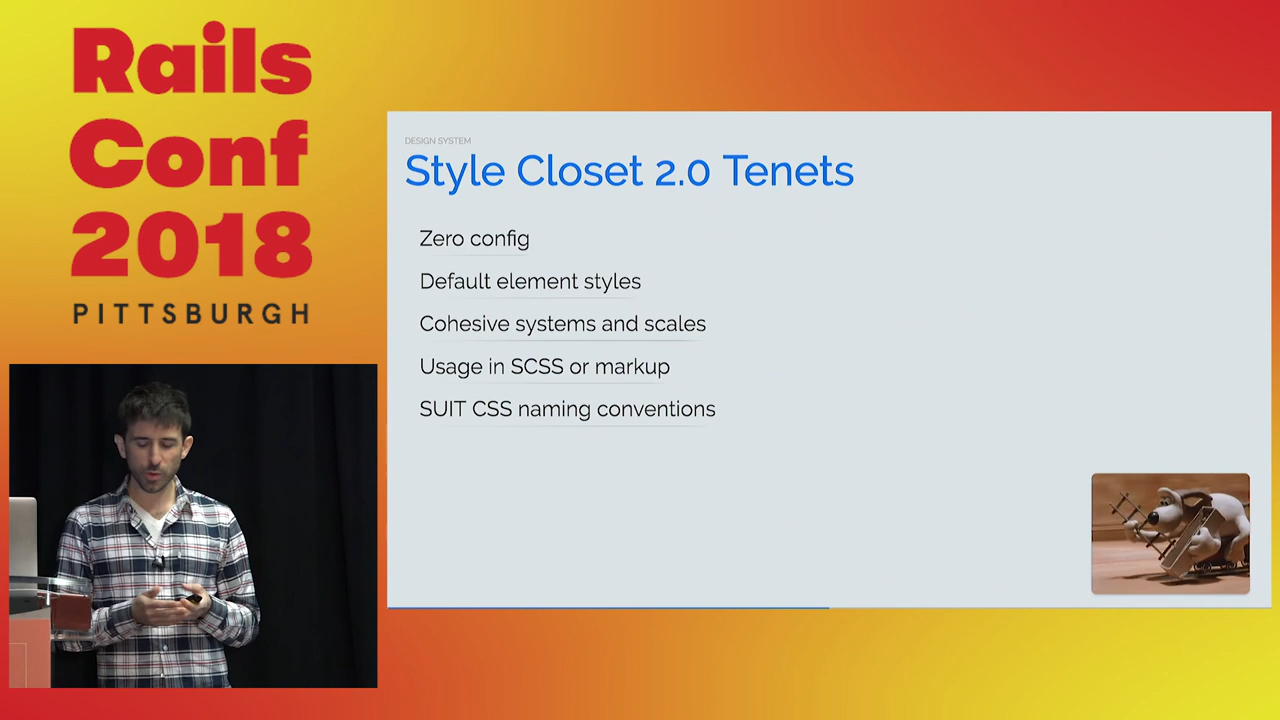 Rails
Conf
2018
PITTSBURGH
DESIGN SYSTEM
Style Closet 2.0 Tenets
Zero config
Default element styles
Cohesive systems and scales
Usage in SCSS or markup
SUIT CSS naming conventions